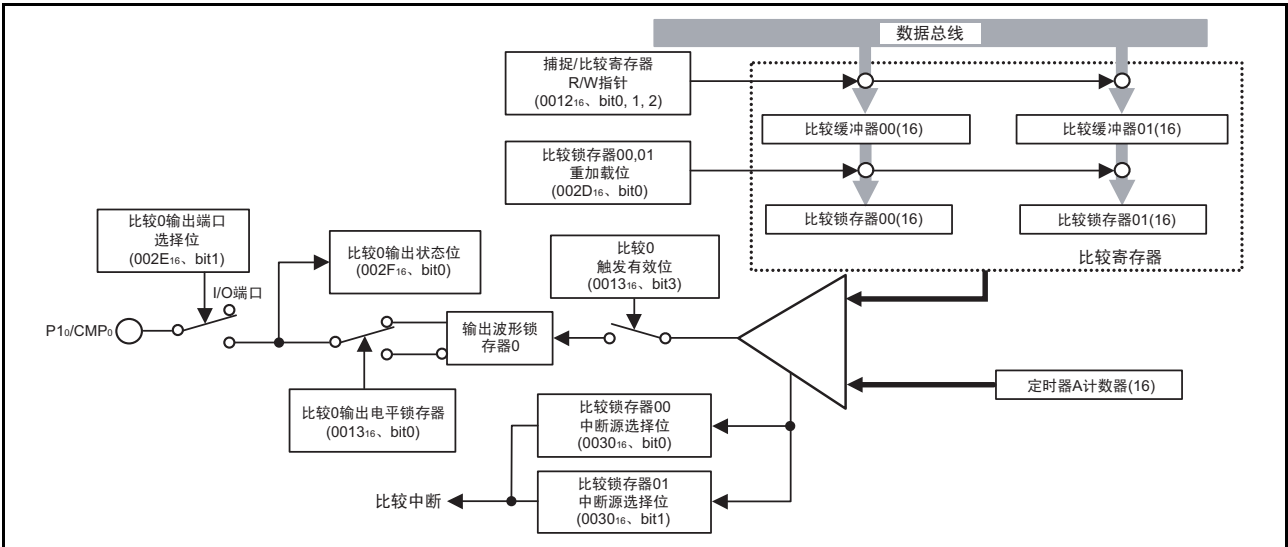 数据总线
捕捉/比较寄存器
R/W指针
(0012₁₆、bit0, 1, 2)
比较缓冲器00(16)
比较缓冲器01(16)
比较锁存器00,01
重加载位
(002D₁₆、bit0)
比较锁存器00(16)
比较锁存器01(16)
比较寄存器
比较0输出端口
选择位
(002E₁₆、bit1)
比较0输出状态位
(002F₁₆、bit0)
比较0
触发有效位
(0013₁₆、bit3)
I/O端口
P1₀/CMP₀
输出波形锁
存器0
定时器A计数器(16)
比较0输出电平锁存器
(0013₁₆、bit0)
比较锁存器00
中断源选择位
(0030₁₆、bit0)
比较锁存器01
中断源选择位
(0030₁₆、bit1)
比较中断